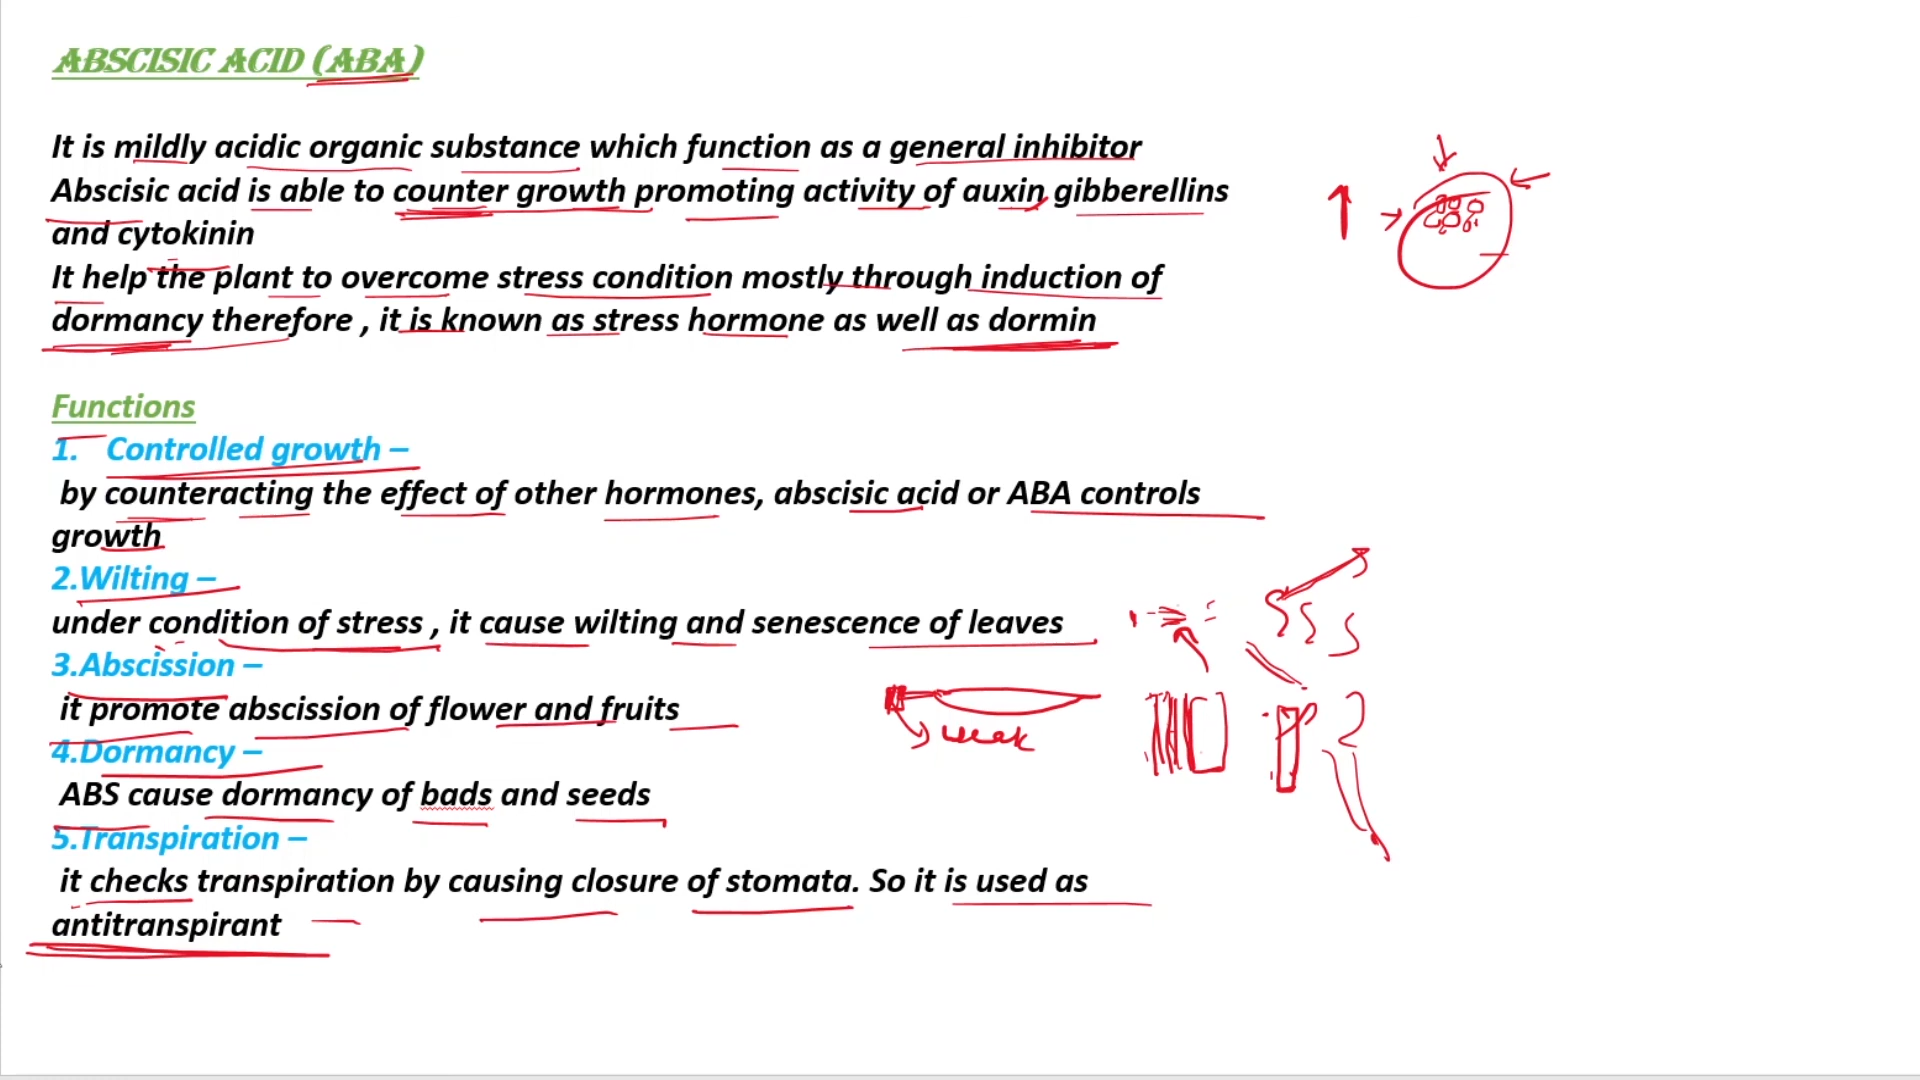 ABSCISIC ACID (ABA)
It is mildly acidic organic substance which function as a general inhibitor
Abscisic acid is able to counter growth promoting activity of auxin gibberellins
and cytokinin
It help the plant to overcome stress condition mostly through induction of
dormancy therefore , it is known as stress hormone as well as dormin
Functions
1. Controlled growth –
by counteracting the effect of other hormones, abscisic acid or ABA controls
growth
2.Wilting –
under condition of stress , it cause wilting and senescence of leaves
3.Abscission –
it promote abscission of flower and fruits
weak
4.Dormancy –
ABS cause dormancy of bads and seeds
5.Transpiration –
it checks transpiration by causing closure of stomata. So it is used as
antitranspirant